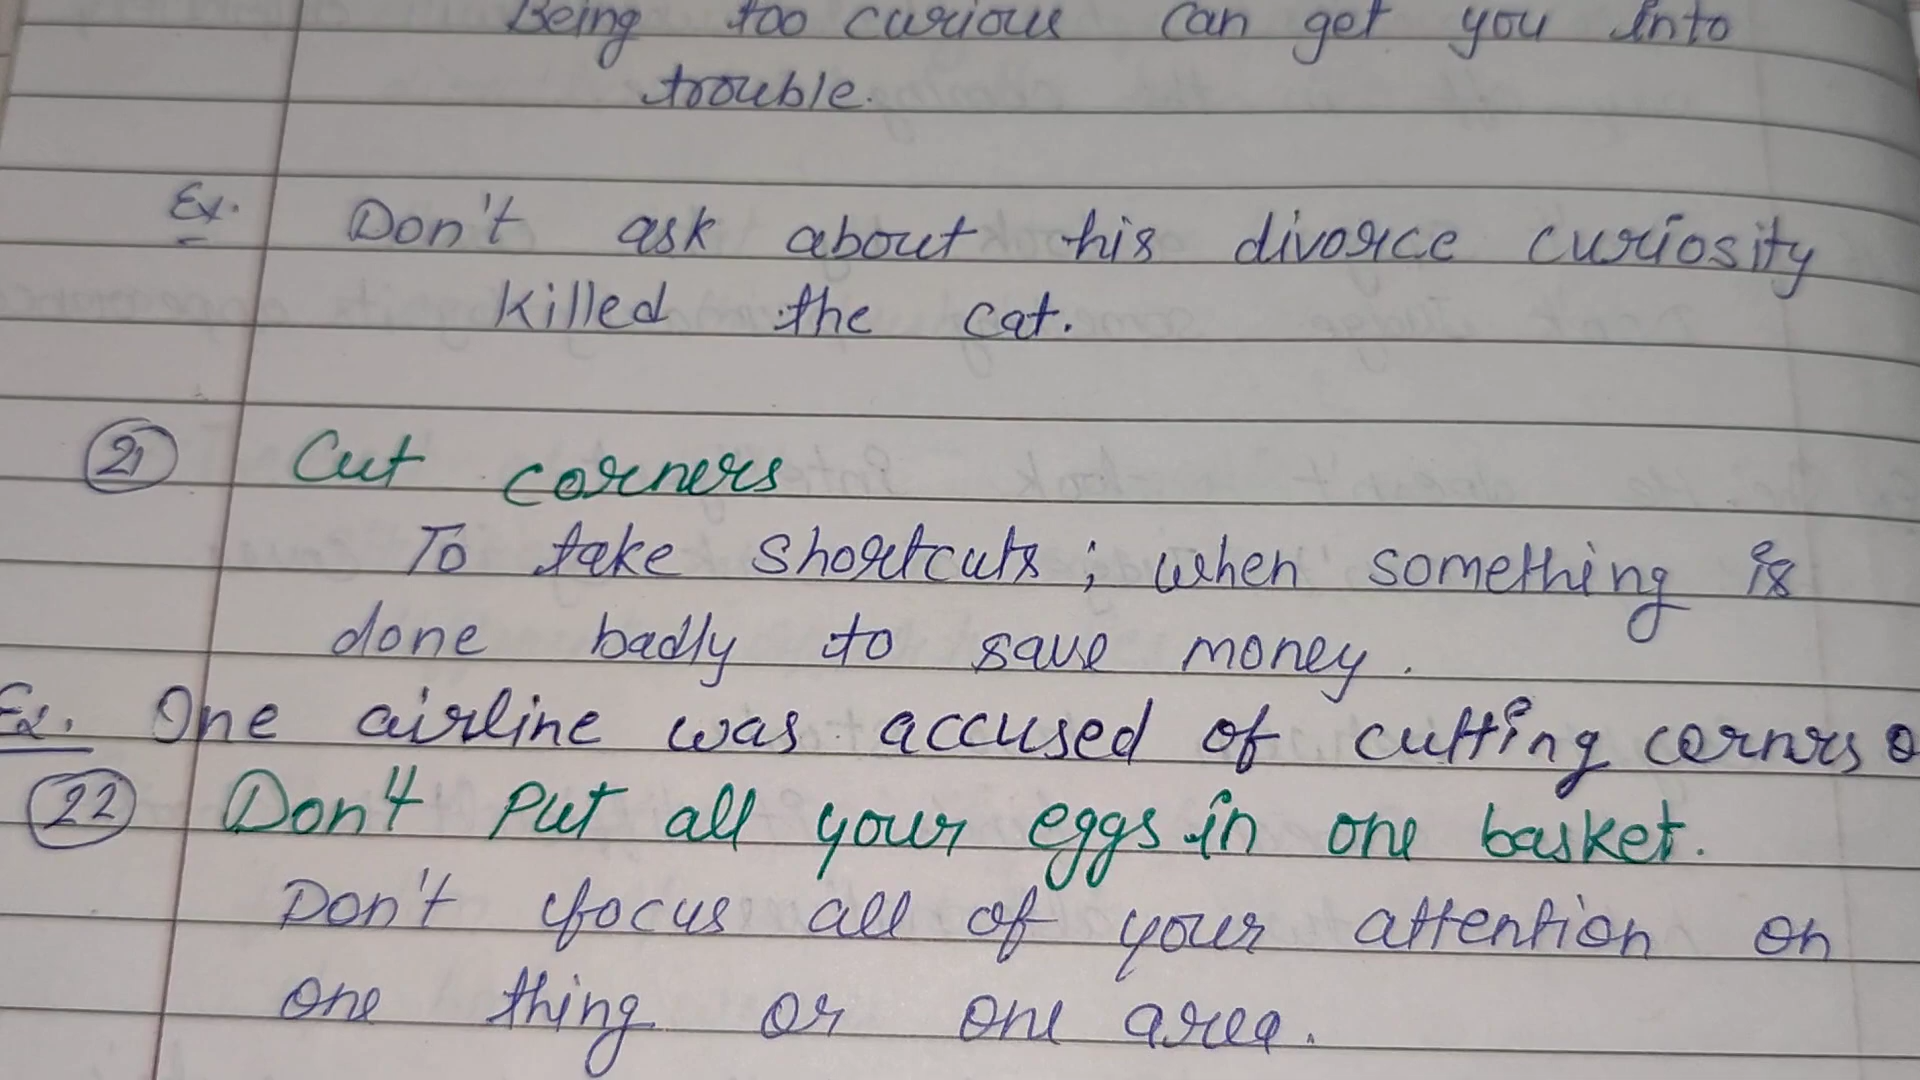 Being too curious can get you into
trouble.
Ex. Don't ask about his divorce curiosity
killed the cat.
21 Cut corners
To take shortcuts ; when something is
done badly to save money.
Ex. One airline was accused of cutting corners
22 Don't Put all your eggs in one basket.
Don't focus all of your attention on
one thing or one area.